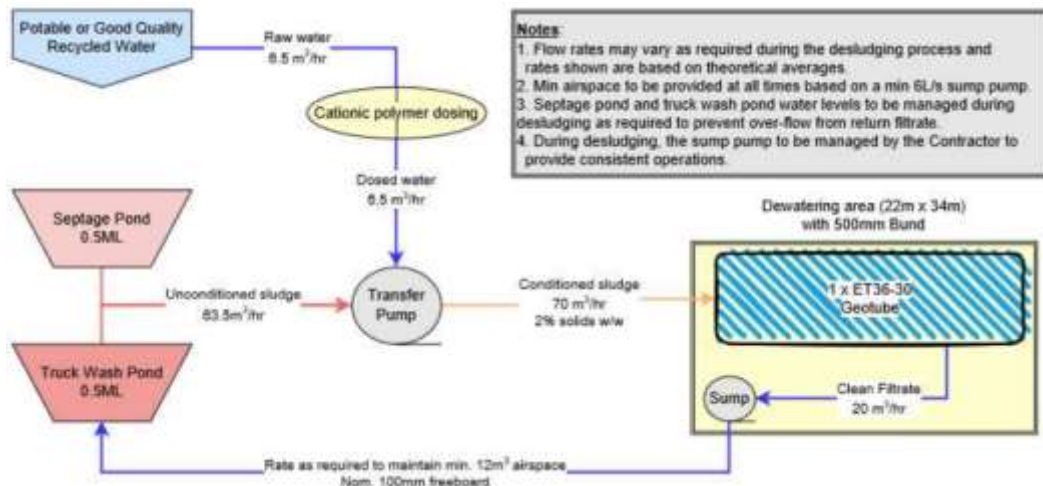 Potable or Good Quality
Recycled Water
Raw water
6.5 m³/hr
Cationic polymer dosing
Dosed water
6.5 m³/hr
Notes:
1. Flow rates may vary as required during the desludging process and
rates shown are based on theoretical averages.
2. Min airspace to be provided at all times based on a min 6L/s sump pump.
3. Septage pond and truck wash pond water levels to be managed during
desludging as required to prevent over-flow from return filtrate.
4. During desludging, the sump pump to be managed by the Contractor to
provide consistent operations.
Septage Pond
0.5ML
Unconditioned sludge
63.5m³/hr
Transfer
Pump
Conditioned sludge
70 m³/hr
2% solids w/w
Dewatering area (22m x 34m)
with 500mm Bund
1 x ET36-30
Geotube
Truck Wash Pond
0.5ML
Sump
Clean Filtrate
20 m³/hr
Rate as required to maintain min. 12m³ airspace
Nom. 100mm freeboard